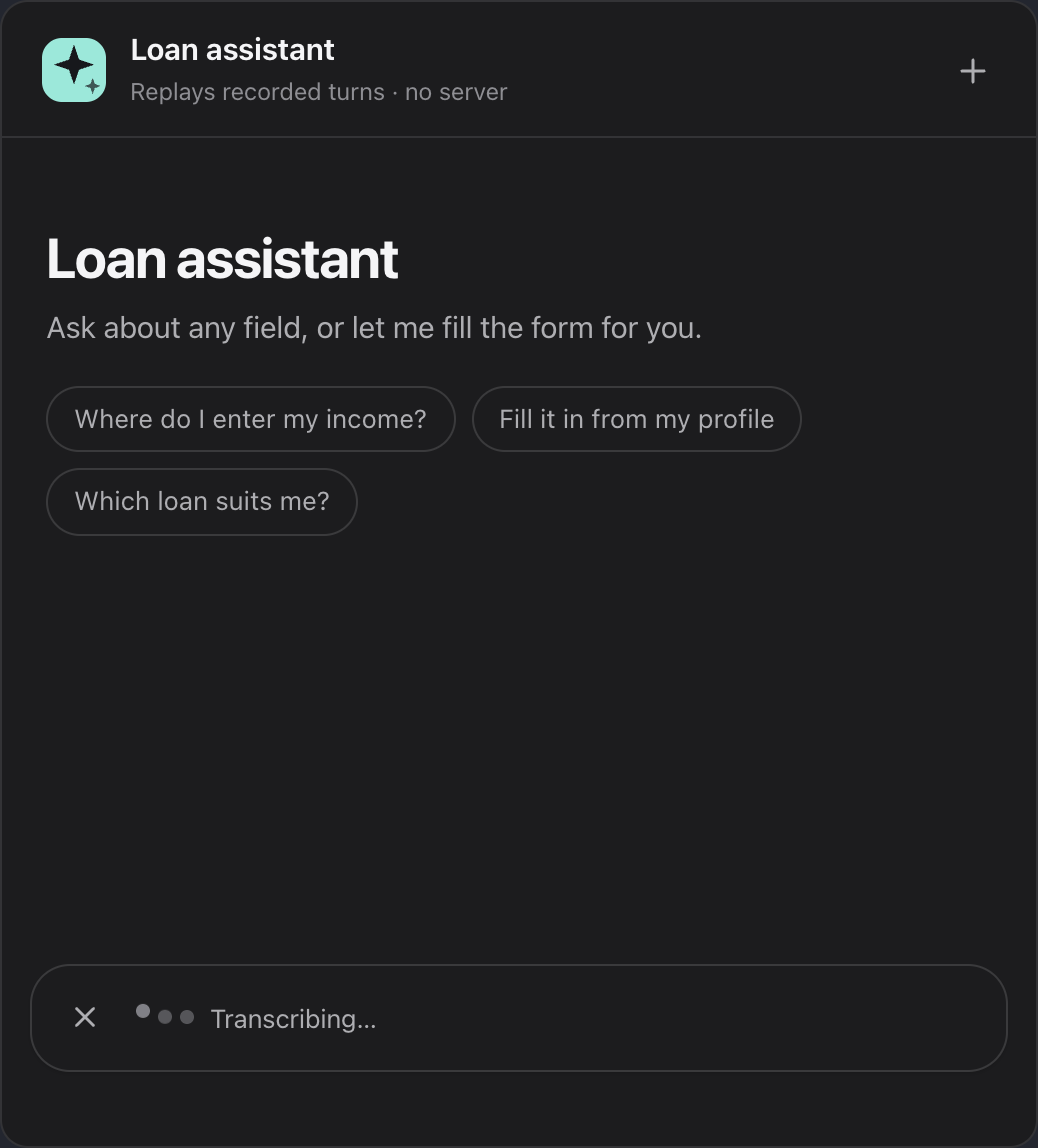 Loan assistant
Replays recorded turns · no server
Loan assistant
Ask about any field, or let me fill the form for you.
Where do I enter my income?
Fill it in from my profile
Which loan suits me?
Transcribing…